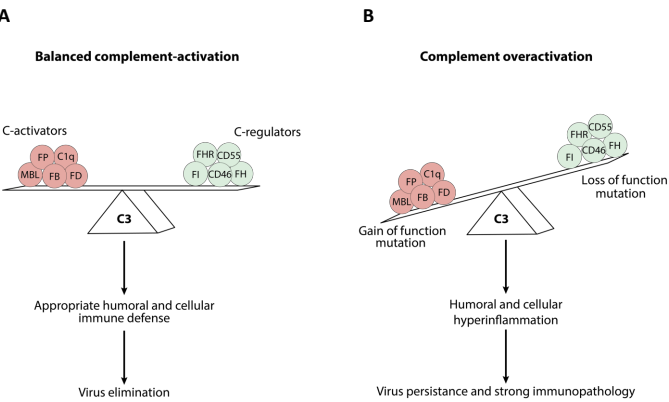 A
Balanced complement-activation
C-activators
C-regulators
FP C1q
MBL FB FD
FHR CD55
FI CD46 FH
C3
Appropriate humoral and cellular
immune defense
Virus elimination
B
Complement overactivation
FP C1q
MBL FB FD
FHR CD55
FI CD46 FH
Gain of function
mutation
Loss of function
mutation
C3
Humoral and cellular
hyperinflammation
Virus persistance and strong immunopathology